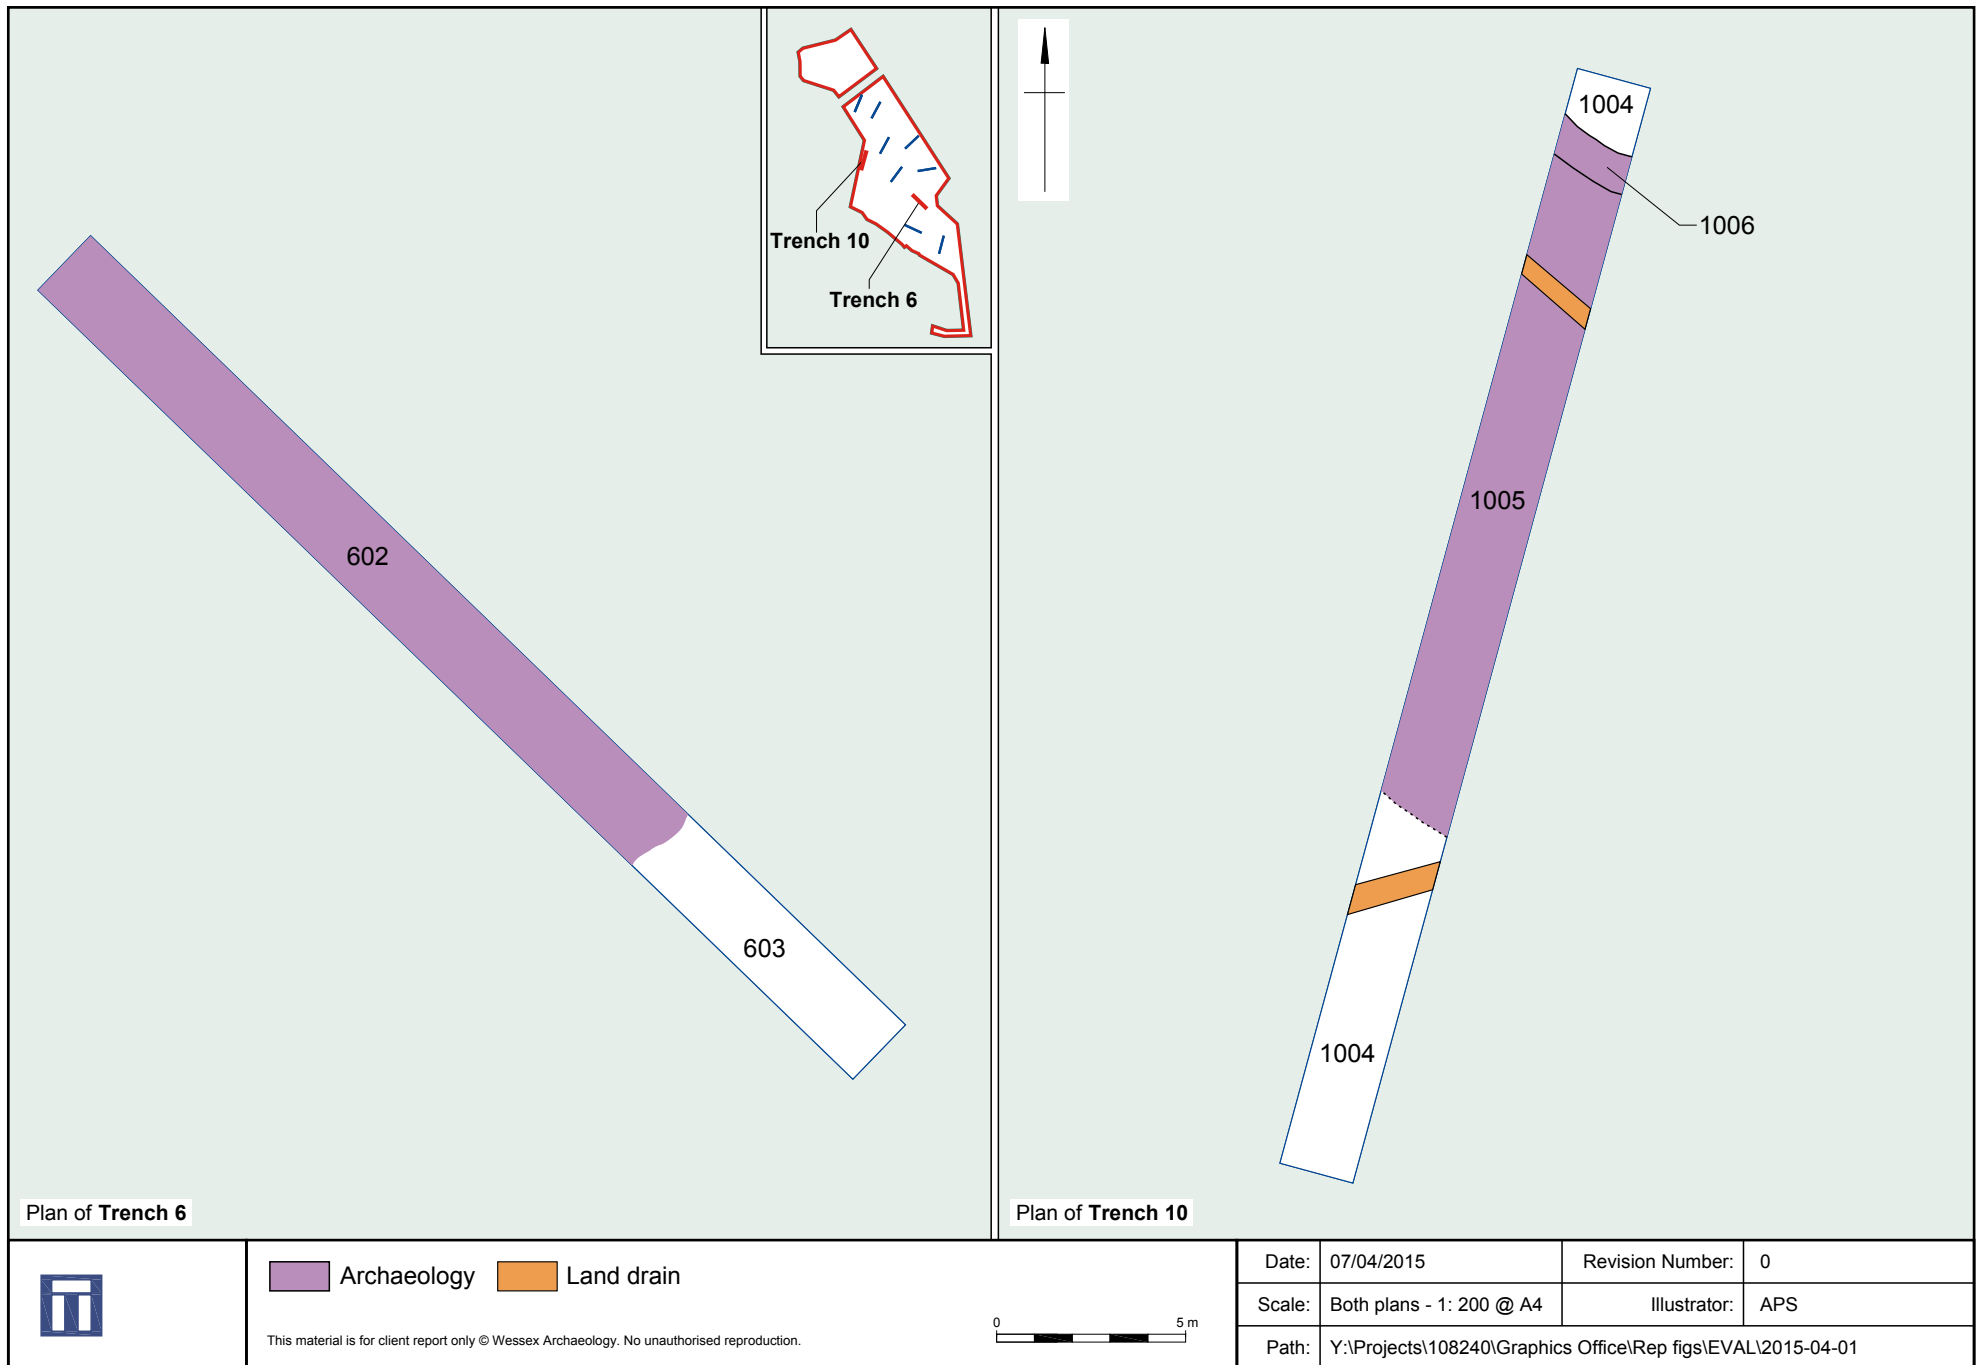 Trench 10
Trench 6
602
603
Plan of Trench 6
1004
1006
1005
1004
Plan of Trench 10
Archaeology
Land drain
This material is for client report only © Wessex Archaeology. No unauthorised reproduction.
0 5 m
Date: 07/04/2015 Revision Number: 0
Scale: Both plans - 1: 200 @ A4 Illustrator: APS
Path: Y:\Projects\108240\Graphics Office\Rep figs\EVAL\2015-04-01